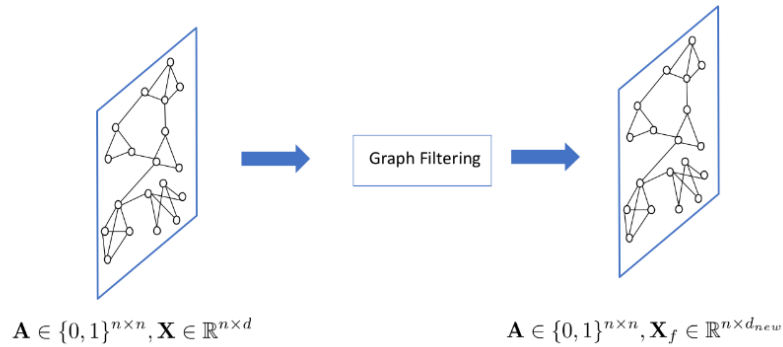 Graph Filtering
𝐀 ∈ {0, 1}^{n×n}, 𝐗 ∈ ℝ^{n×d}
𝐀 ∈ {0, 1}^{n×n}, 𝐗_f ∈ ℝ^{n×d_{new}}